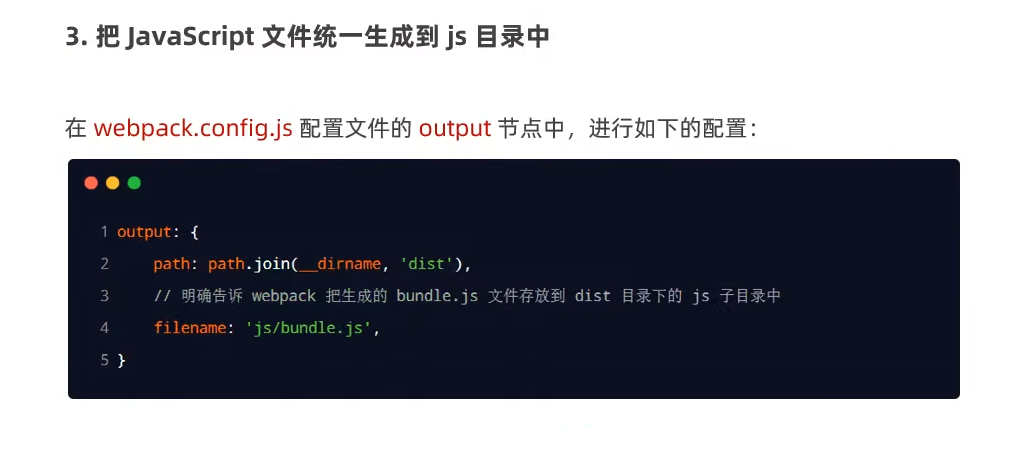 3. 把 JavaScript 文件统一生成到 js 目录中
在 webpack.config.js 配置文件的 output 节点中，进行如下的配置：
1 output: {
2     path: path.join(__dirname, 'dist'),
3     // 明确告诉 webpack 把生成的 bundle.js 文件存放到 dist 目录下的 js 子目录中
4     filename: 'js/bundle.js',
5 }